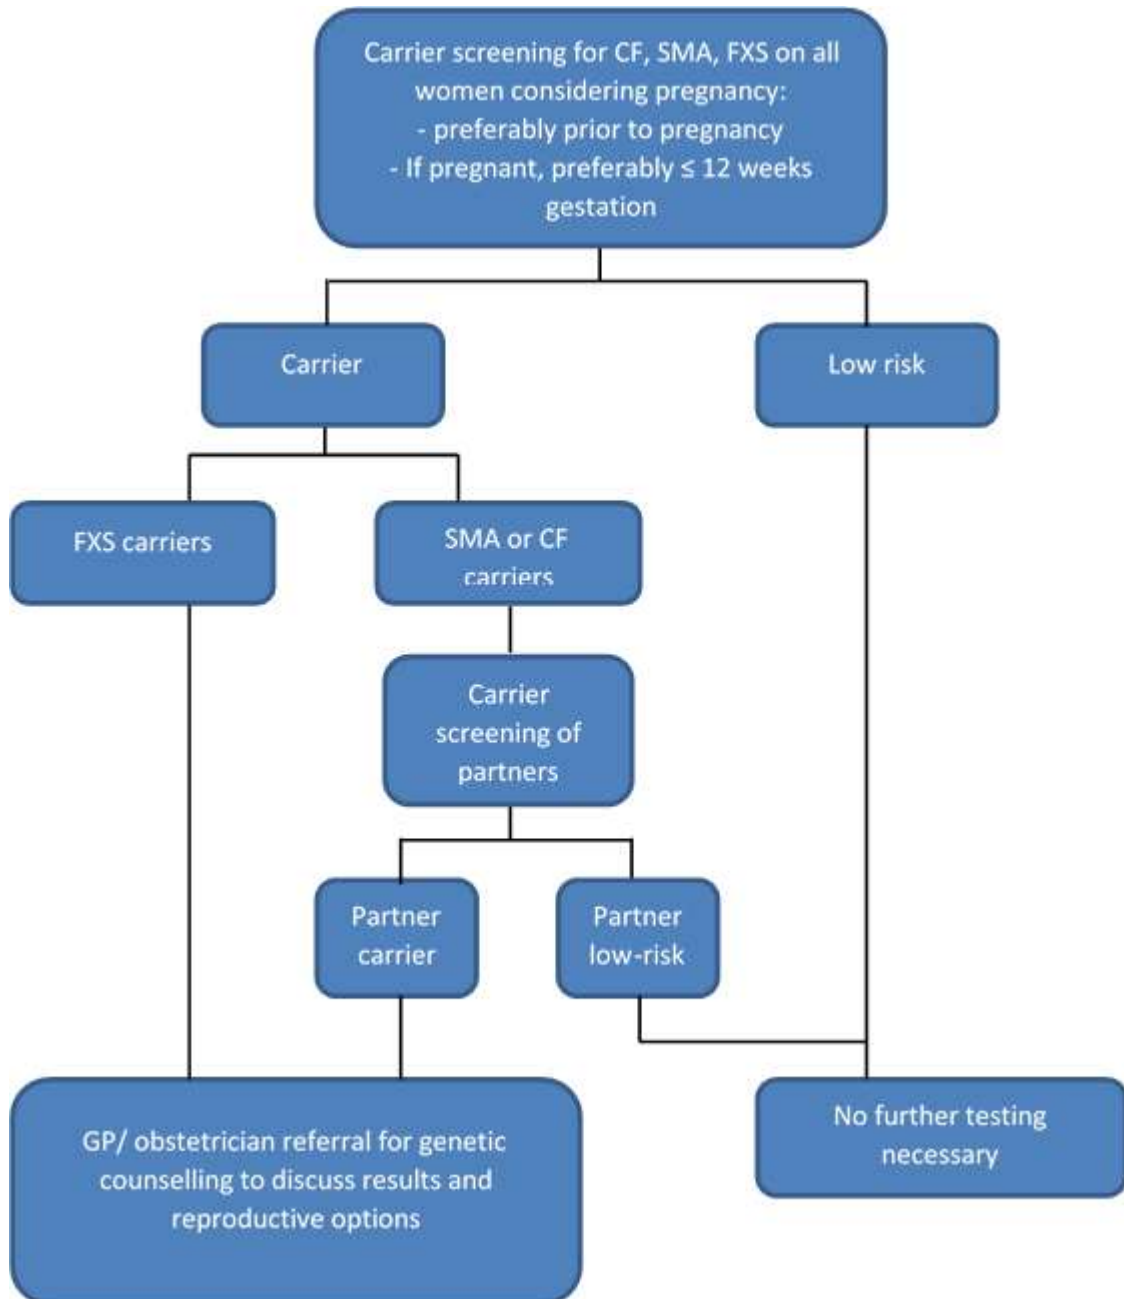 Carrier screening for CF, SMA, FXS on all
women considering pregnancy:
- preferably prior to pregnancy
- If pregnant, preferably ≤ 12 weeks
gestation
Carrier
Low risk
FXS carriers
SMA or CF
carriers
Carrier
screening of
partners
Partner
carrier
Partner
low-risk
GP/ obstetrician referral for genetic
counselling to discuss results and
reproductive options
No further testing
necessary